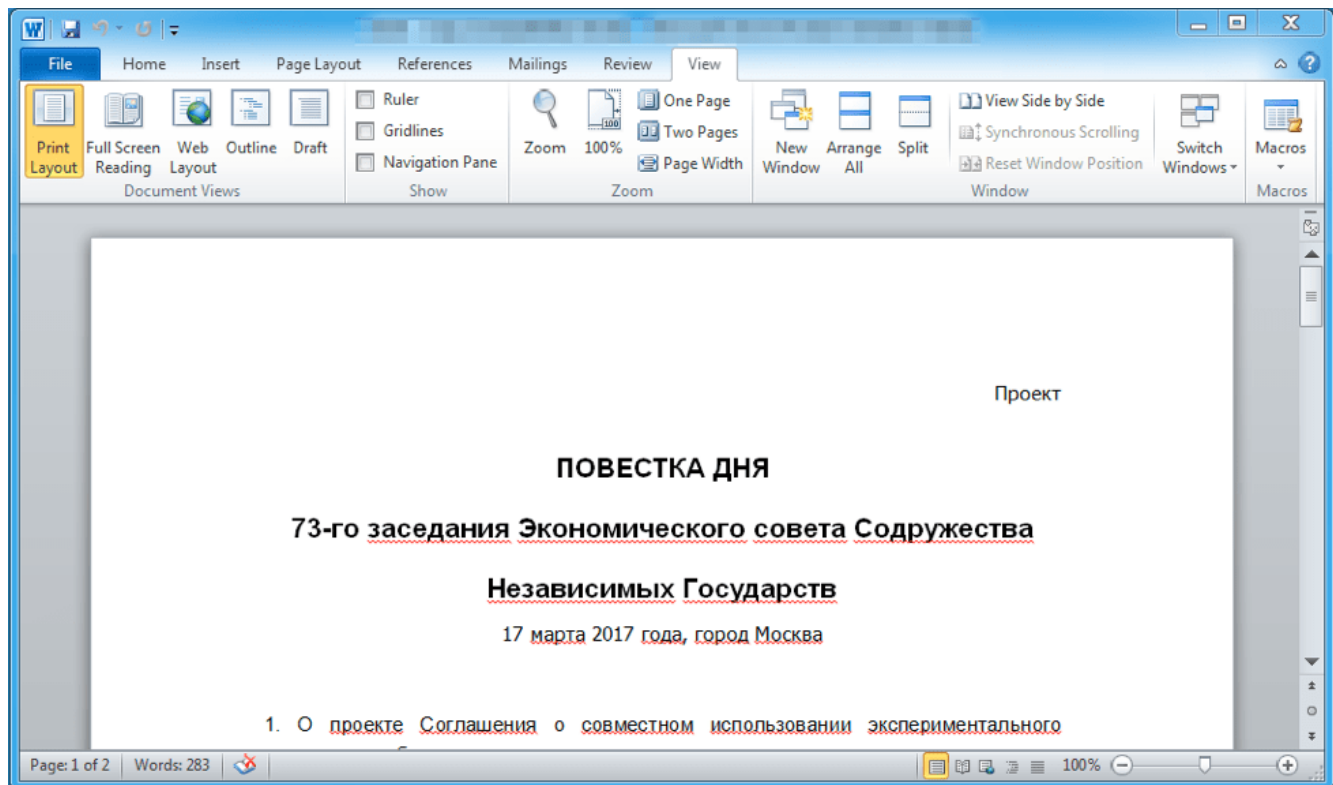 File Home Insert Page Layout References Mailings Review View
Ruler One Page View Side by Side
Gridlines Two Pages Synchronous Scrolling
Navigation Pane Page Width Reset Window Position
Print Layout Full Screen Reading Web Layout Outline Draft Zoom 100% New Window Arrange All Split Switch Windows Macros
Document Views Show Zoom Window Macros
Проект
ПОВЕСТКА ДНЯ
73-го заседания Экономического совета Содружества
Независимых Государств
17 марта 2017 года, город Москва
1. О проекте Соглашения о совместном использовании экспериментального
Page: 1 of 2 Words: 283 100%